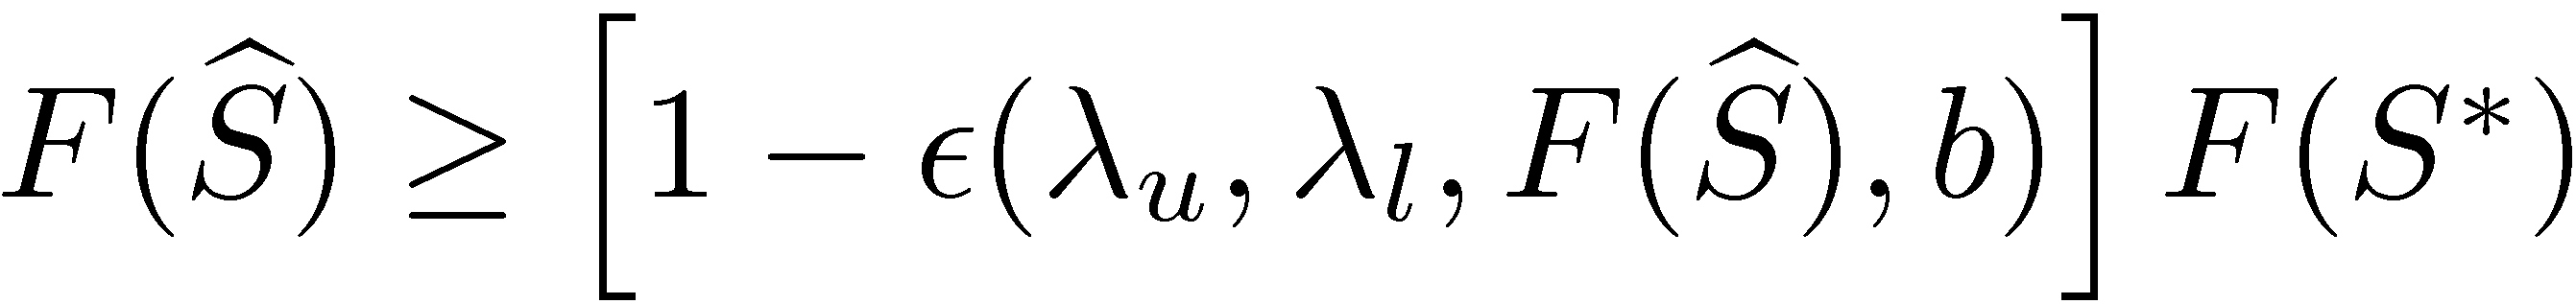 $F(\widehat{S}) \geq \left[ 1 - \epsilon(\lambda_u, \lambda_l, F(\widehat{S}), b) \right] F(S^*)$